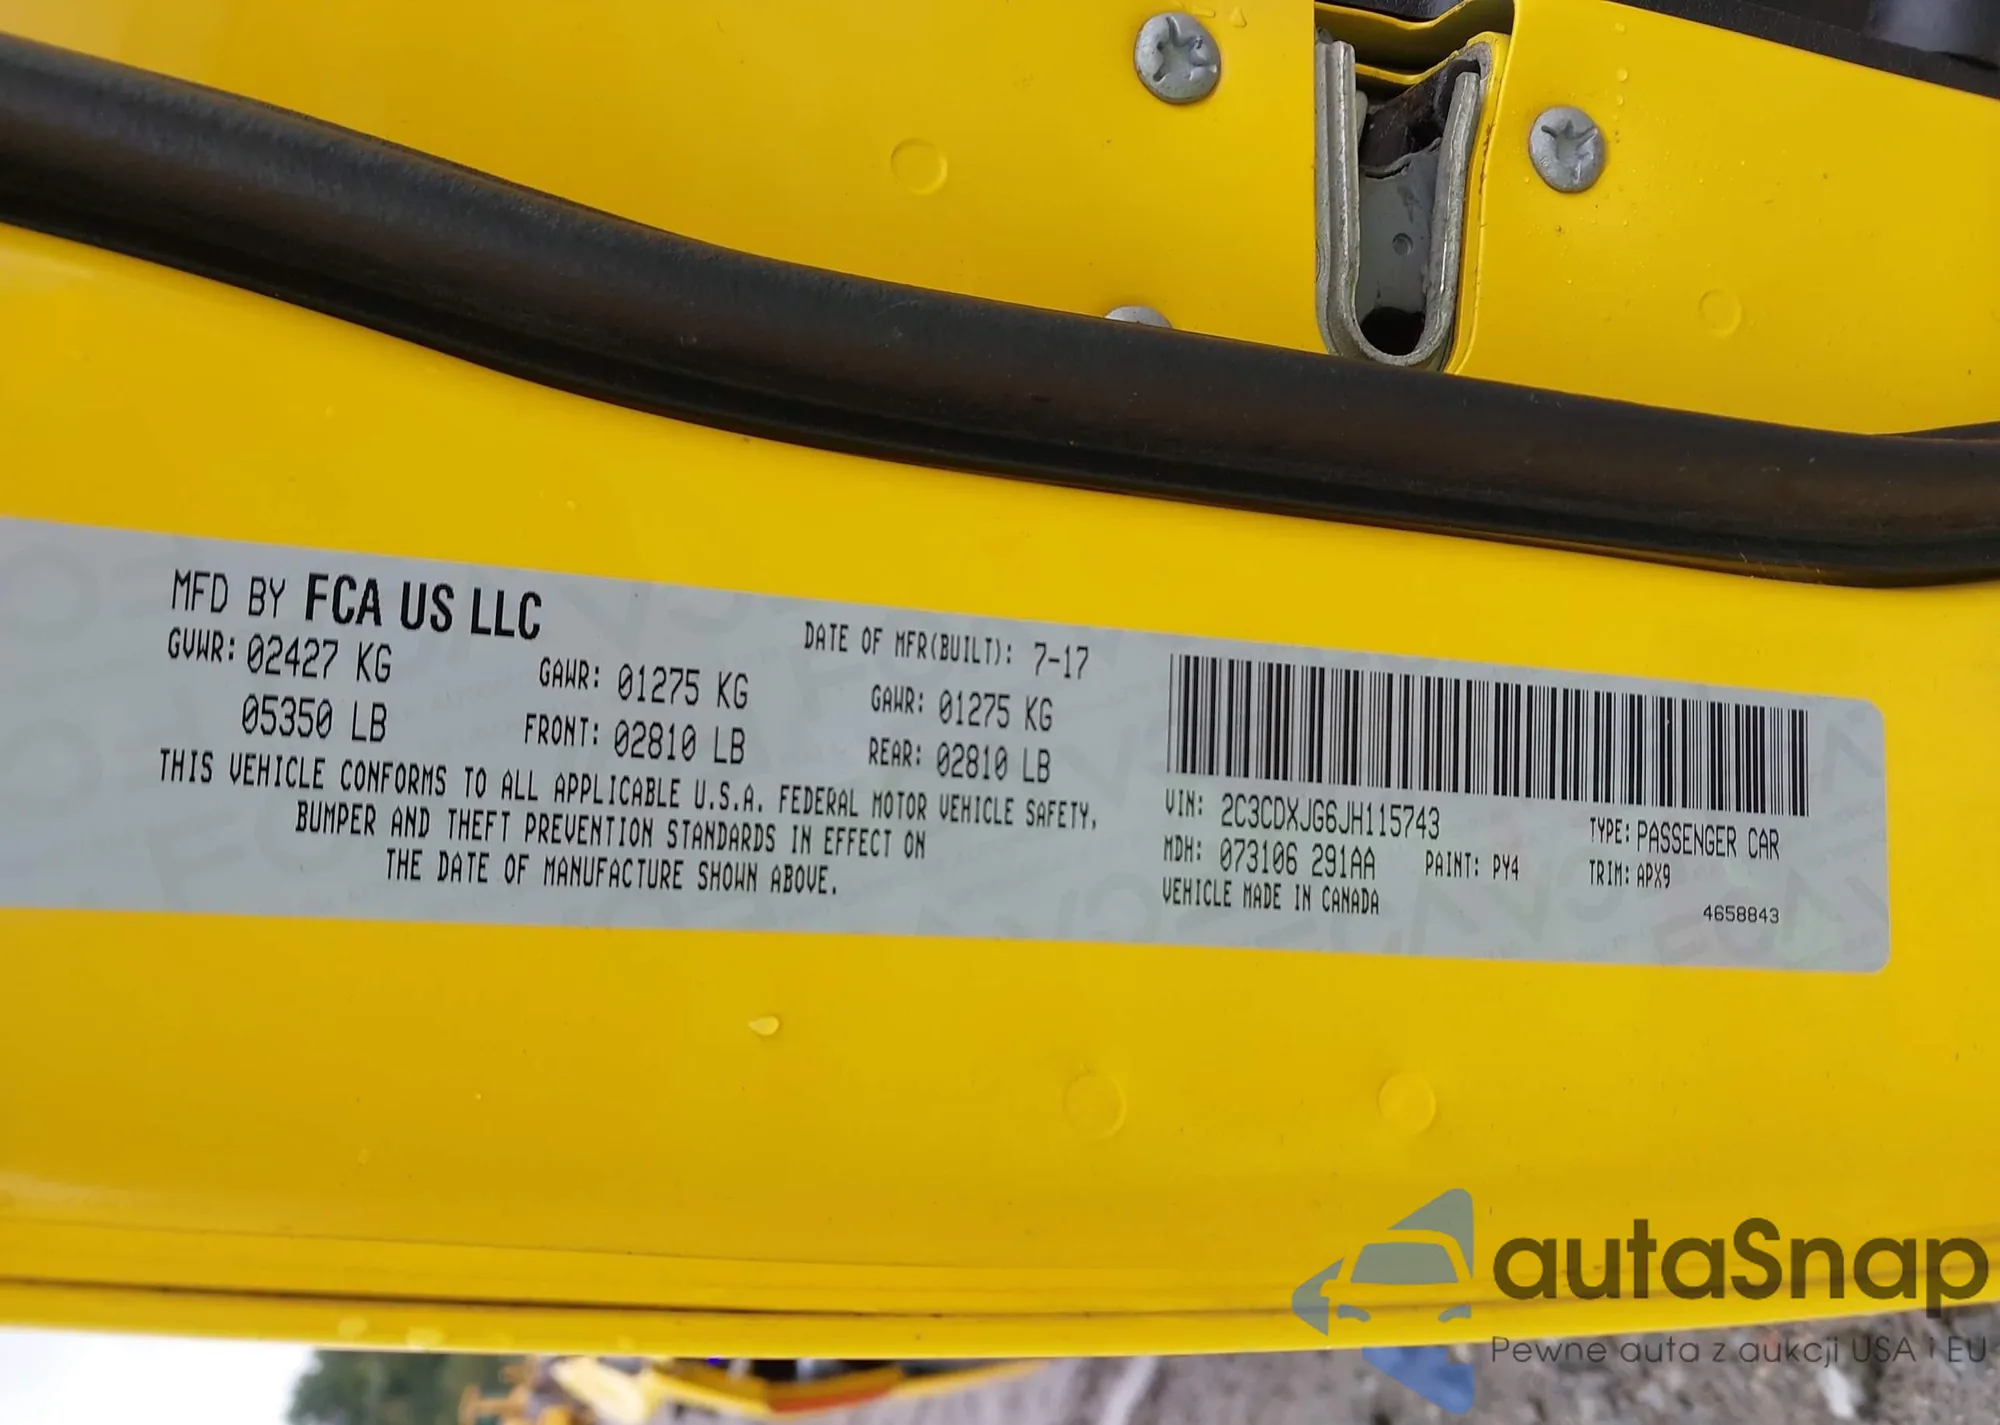 MFD BY FCA US LLC
DATE OF MFR(BUILT): 7-17
GVWR: 02427 KG
GAWR: 01275 KG
GAWR: 01275 KG
05350 LB
FRONT: 02810 LB
REAR: 02810 LB
THIS VEHICLE CONFORMS TO ALL APPLICABLE U.S.A. FEDERAL MOTOR VEHICLE SAFETY,
BUMPER AND THEFT PREVENTION STANDARDS IN EFFECT ON
THE DATE OF MANUFACTURE SHOWN ABOVE.
VIN: 2C3CDXJG6JH115743
TYPE: PASSENGER CAR
MDH: 073106 291AA
PAINT: PY4
TRIM: APX9
VEHICLE MADE IN CANADA
4658843
autaSnap
Pewne auta z aukcji USA i EU